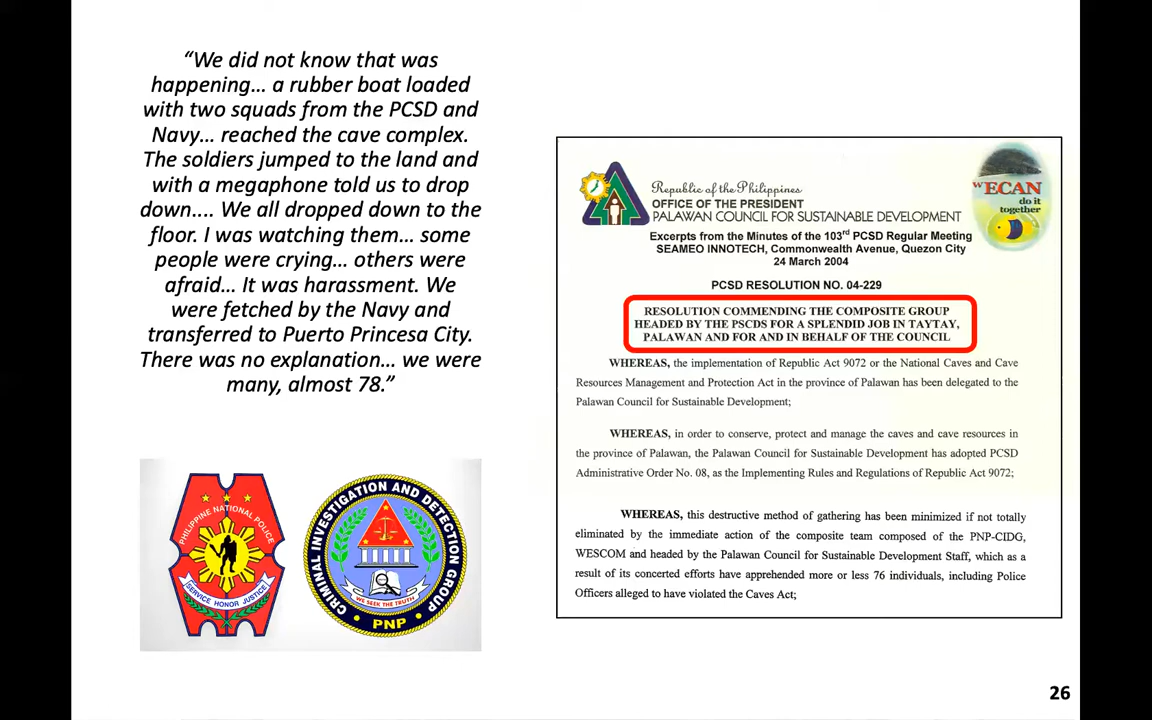 “We did not know that was
happening… a rubber boat loaded
with two squads from the PCSD and
Navy… reached the cave complex.
The soldiers jumped to the land and
with a megaphone told us to drop
down.... We all dropped down to the
floor. I was watching them… some
people were crying… others were
afraid… It was harassment. We
were fetched by the Navy and
transferred to Puerto Princesa City.
There was no explanation… we were
many, almost 78.”
PHILIPPINE NATIONAL POLICE
SERVICE HONOR JUSTICE
CRIMINAL INVESTIGATION AND DETECTION GROUP
WE SEEK THE TRUTH
PNP
Republic of the Philippines
OFFICE OF THE PRESIDENT
PALAWAN COUNCIL FOR SUSTAINABLE DEVELOPMENT
wECAN
do it
together
Excerpts from the Minutes of the 103rd PCSD Regular Meeting
SEAMEO INNOTECH, Commonwealth Avenue, Quezon City
24 March 2004
PCSD RESOLUTION NO. 04-229
RESOLUTION COMMENDING THE COMPOSITE GROUP
HEADED BY THE PSCDS FOR A SPLENDID JOB IN TAYTAY,
PALAWAN AND FOR AND IN BEHALF OF THE COUNCIL
WHEREAS, the implementation of Republic Act 9072 or the National Caves and Cave
Resources Management and Protection Act in the province of Palawan has been delegated to the
Palawan Council for Sustainable Development;
WHEREAS, in order to conserve, protect and manage the caves and cave resources in
the province of Palawan, the Palawan Council for Sustainable Development has adopted PCSD
Administrative Order No. 08, as the Implementing Rules and Regulations of Republic Act 9072;
WHEREAS, this destructive method of gathering has been minimized if not totally
eliminated by the immediate action of the composite team composed of the PNP-CIDG,
WESCOM and headed by the Palawan Council for Sustainable Development Staff, which as a
result of its concerted efforts have apprehended more or less 76 individuals, including Police
Officers alleged to have violated the Caves Act;
26